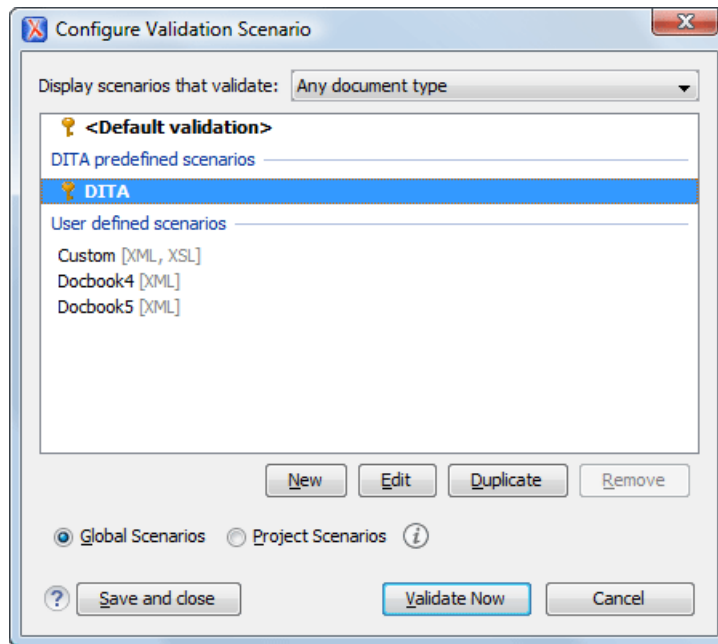 Configure Validation Scenario
Display scenarios that validate: Any document type
<Default validation>
DITA predefined scenarios
DITA
User defined scenarios
Custom [XML, XSL]
Docbook4 [XML]
Docbook5 [XML]
New Edit Duplicate Remove
Global Scenarios Project Scenarios i
? Save and close Validate Now Cancel